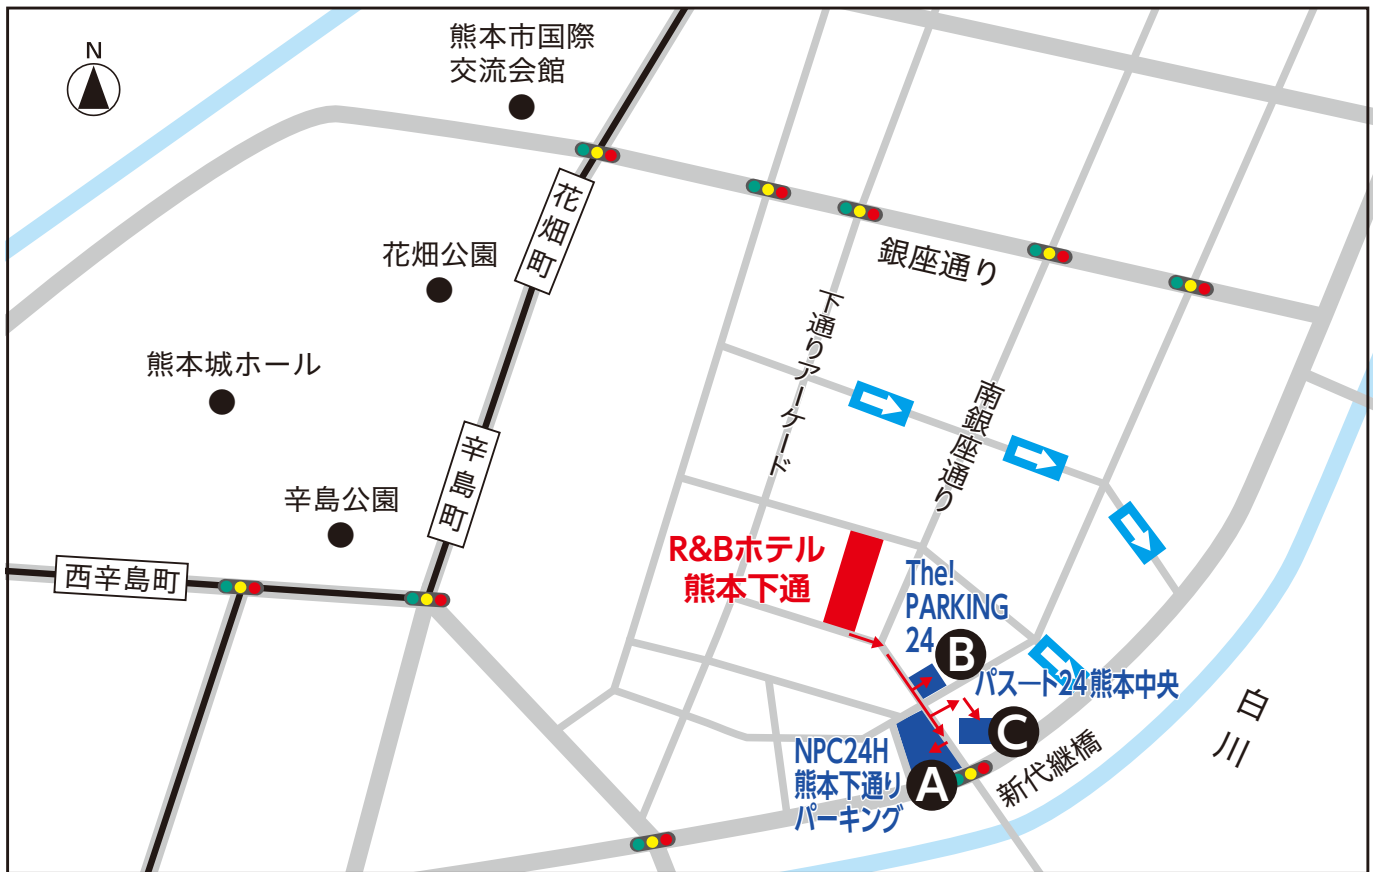 N
熊本市国際
交流会館
花畑町
花畑公園
銀座通り
下通りアーケード
熊本城ホール
南銀座通り
辛島町
辛島公園
R&Bホテル
熊本下通
西辛島町
The!
PARKING
24
B
パスート24熊本中央
白川
C
新代継橋
NPC24H
熊本下通り
パーキング
A